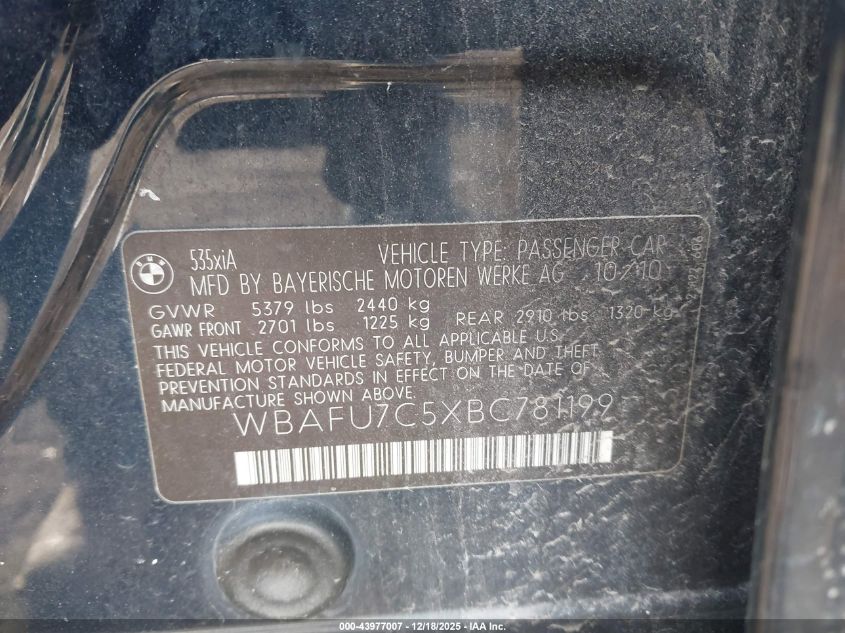 BMW
535xiA
VEHICLE TYPE: PASSENGER CAR
MFD BY BAYERISCHE MOTOREN WERKE AG 10/10
GVWR 5379 lbs 2440 kg
GAWR FRONT 2701 lbs 1225 kg REAR 2910 lbs 1320 kg
THIS VEHICLE CONFORMS TO ALL APPLICABLE U.S.
FEDERAL MOTOR VEHICLE SAFETY, BUMPER AND THEFT
PREVENTION STANDARDS IN EFFECT ON THE DATE OF
MANUFACTURE SHOWN ABOVE.
WBAFU7C5XBC781199
000-43977007 - 12/18/2025 - IAA Inc.